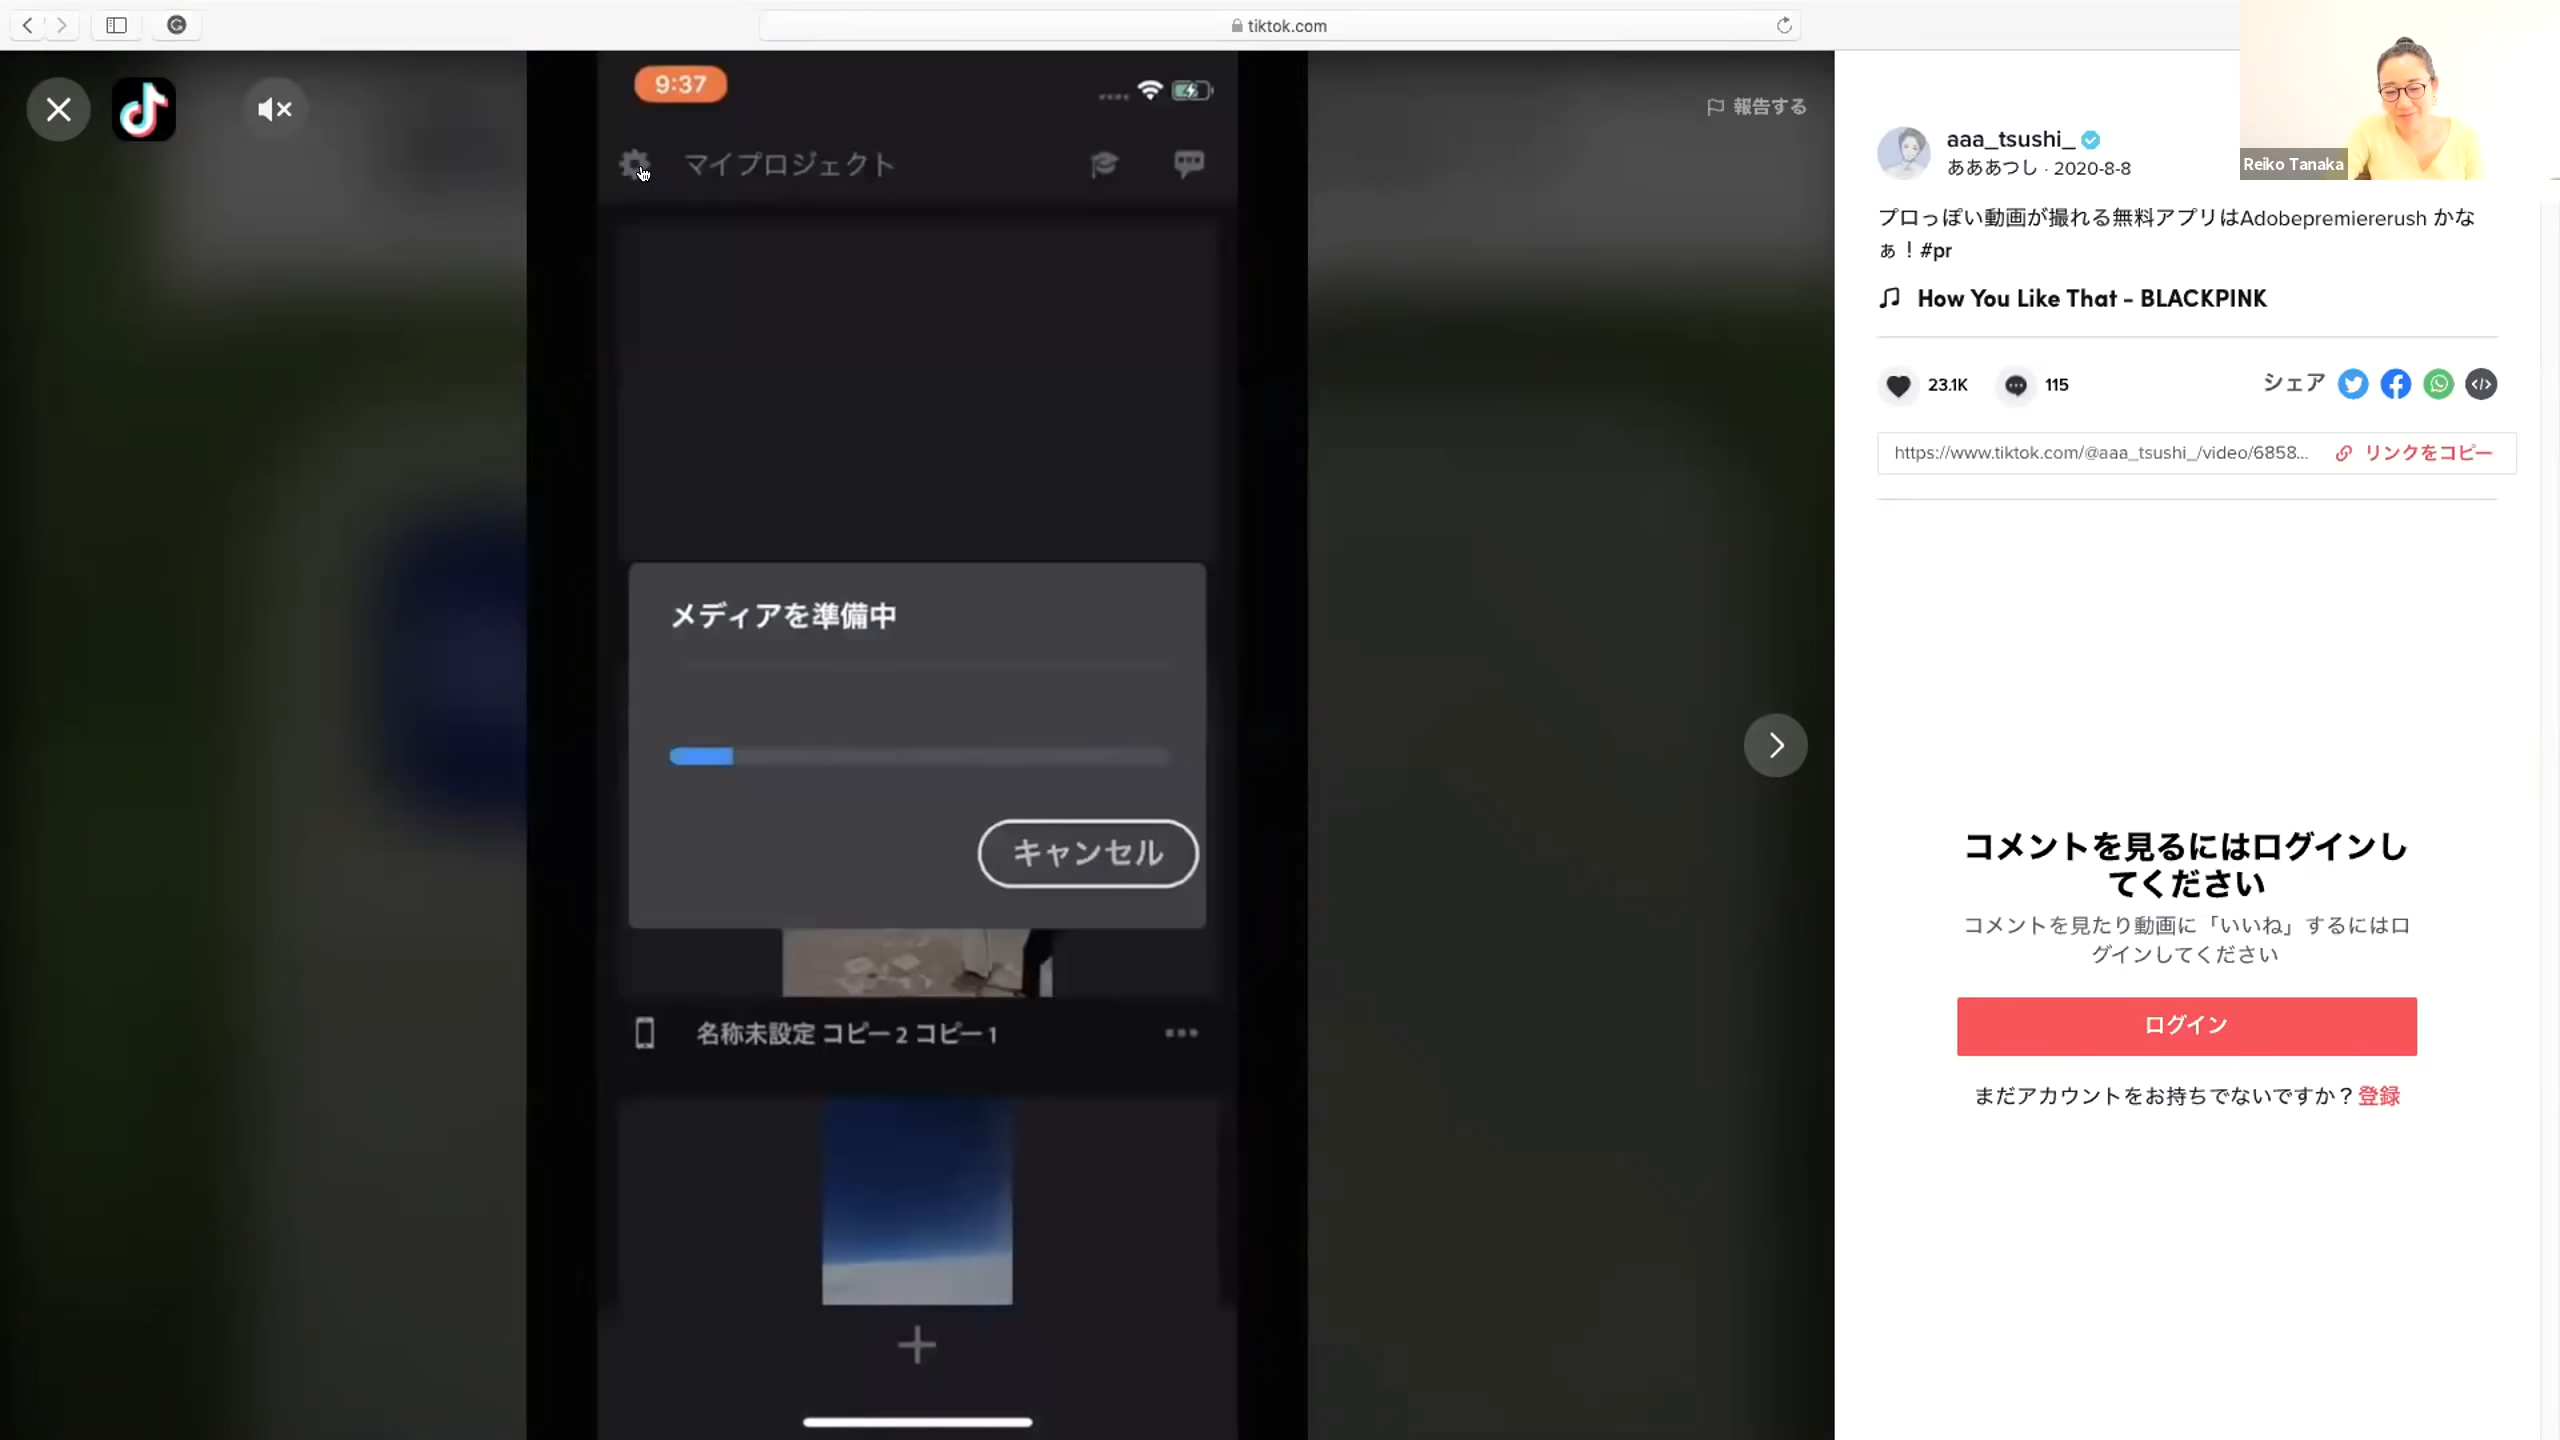 tiktok.com
9:37
マイプロジェクト
報告する
メディアを準備中
キャンセル
名称未設定 コピー 2 コピー 1
Reiko Tanaka
aaa_tsushi_
あああつし · 2020-8-8
プロっぽい動画が撮れる無料アプリはAdobepremiererush かな
ぁ！#pr
How You Like That - BLACKPINK
23.1K
115
シェア
https://www.tiktok.com/@aaa_tsushi_/video/6858...
リンクをコピー
コメントを見るにはログインし
てください
コメントを見たり動画に「いいね」するにはロ
グインしてください
ログイン
まだアカウントをお持ちでないですか？登録